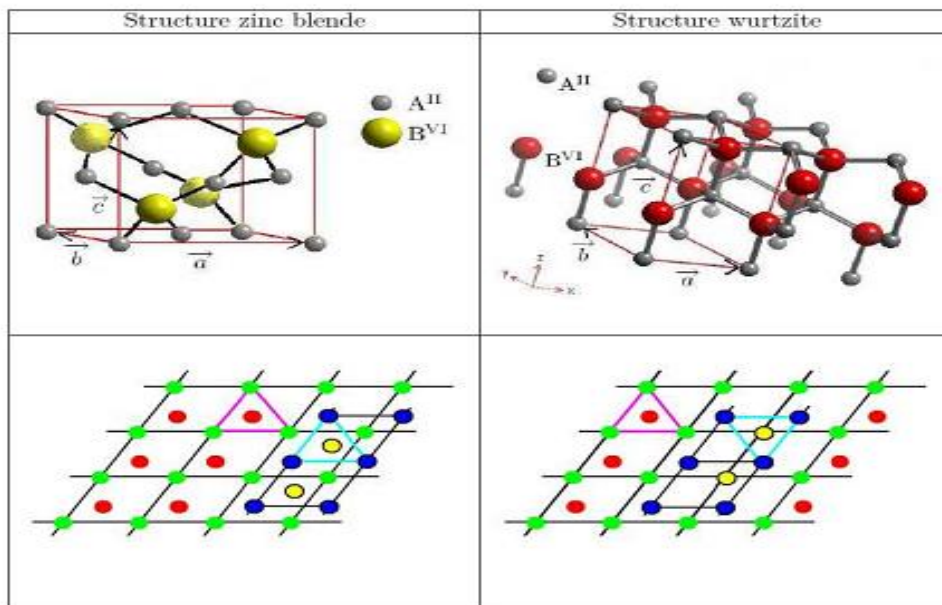 Structure zinc blende
Structure wurtzite
A^II
B^VI
c
b
a
A^II
B^VI
c
b
a
z
Y
X